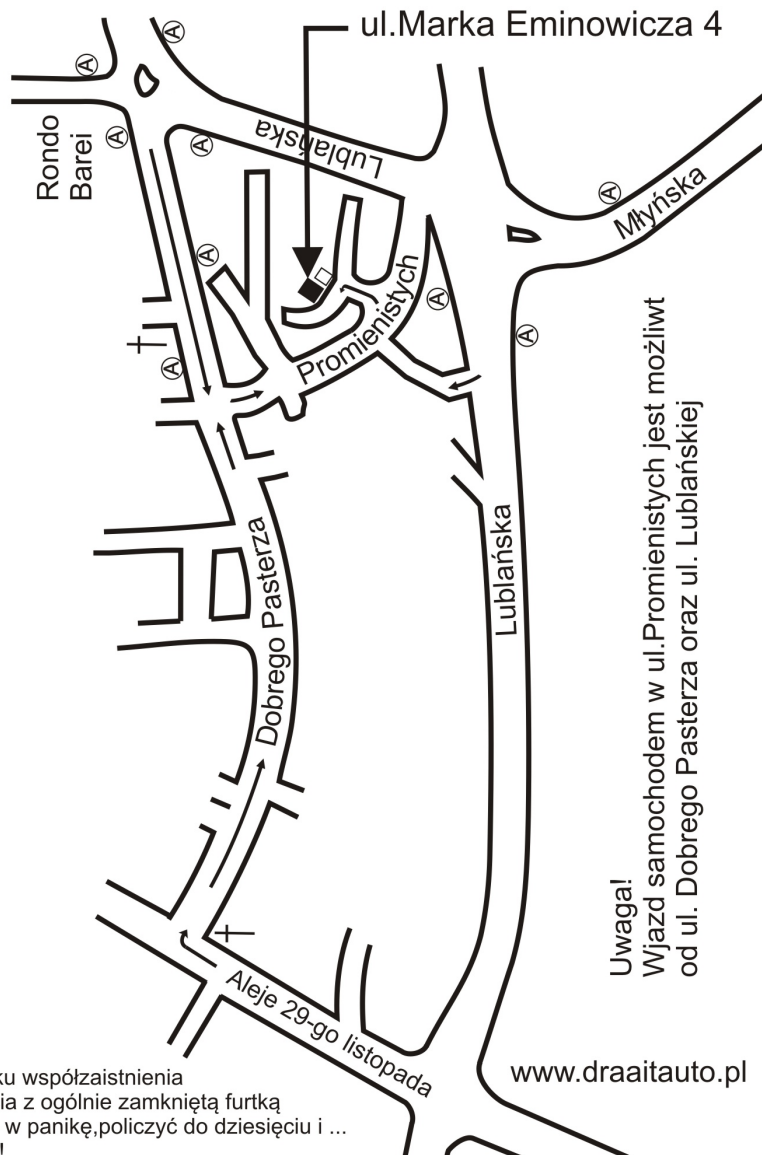 ul.Marka Eminowicza 4
A
A
A
A
Rondo
Barei
Lublańska
A
Młyńska
A
Promienistych
A
A
A
Uwaga!
Wjazd samochodem w ul.Promienistych jest możliwt
od ul. Dobrego Pasterza oraz ul. Lublańskiej
Lublańska
Dobrego Pasterza
Aleje 29-go listopada
www.draaitauto.pl
ku współzaistnienia
ia z ogólnie zamkniętą furtką
w panikę,policzyć do dziesięciu i ...
!